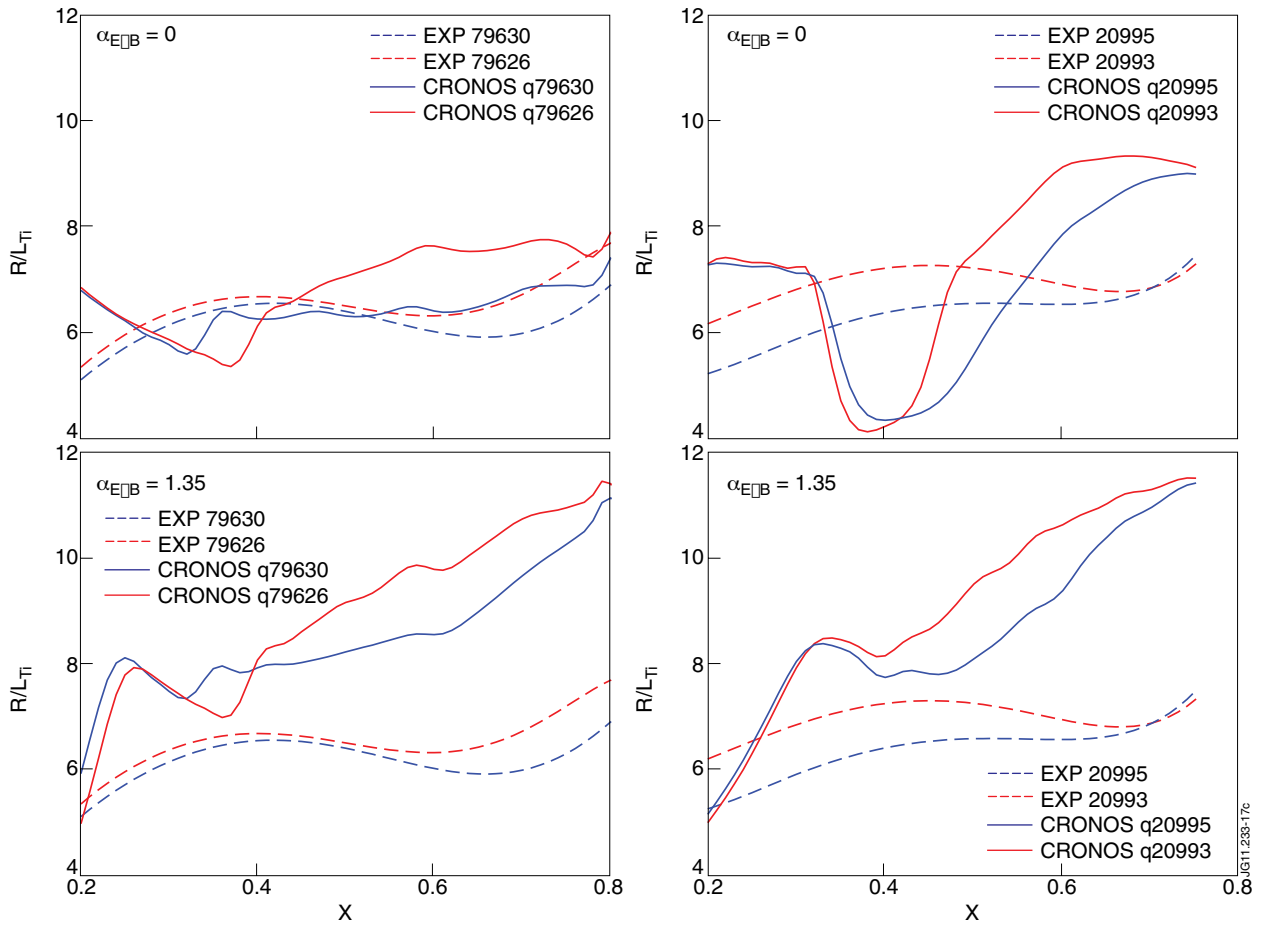 12
10
8
6
4
R/LTi
αE▯B = 0
EXP 79630
EXP 79626
CRONOS q79630
CRONOS q79626
12
10
8
6
4
R/LTi
αE▯B = 0
EXP 20995
EXP 20993
CRONOS q20995
CRONOS q20993
0.8
12
10
8
6
4
R/LTi
αE▯B = 1.35
EXP 79630
EXP 79626
CRONOS q79630
CRONOS q79626
0.2 0.4 0.6 0.8
X
12
10
8
6
4
R/LTi
αE▯B = 1.35
EXP 20995
EXP 20993
CRONOS q20995
CRONOS q20993
0.2 0.4 0.6 0.8
X
JG11.233-17c